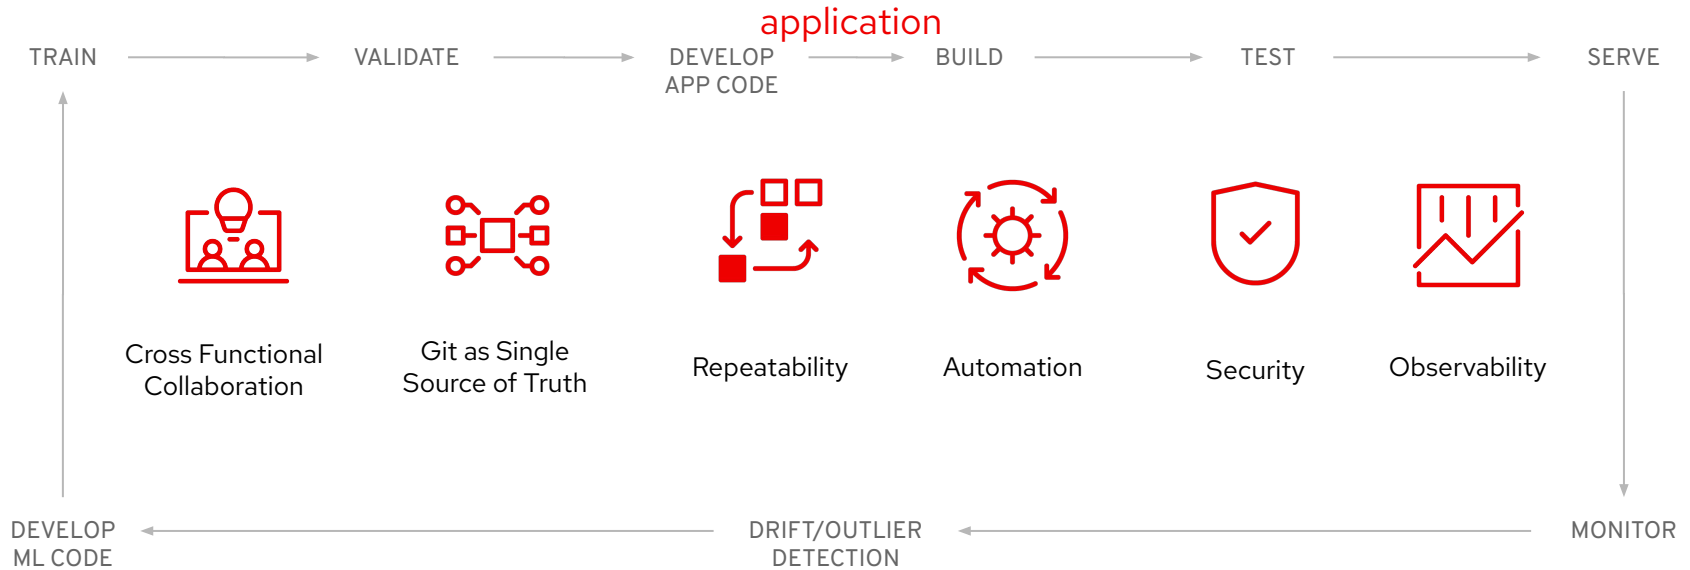 application
TRAIN
VALIDATE
DEVELOP
APP CODE
BUILD
TEST
SERVE
Cross Functional
Collaboration
Git as Single
Source of Truth
Repeatability
Automation
Security
Observability
DEVELOP
ML CODE
DRIFT/OUTLIER
DETECTION
MONITOR